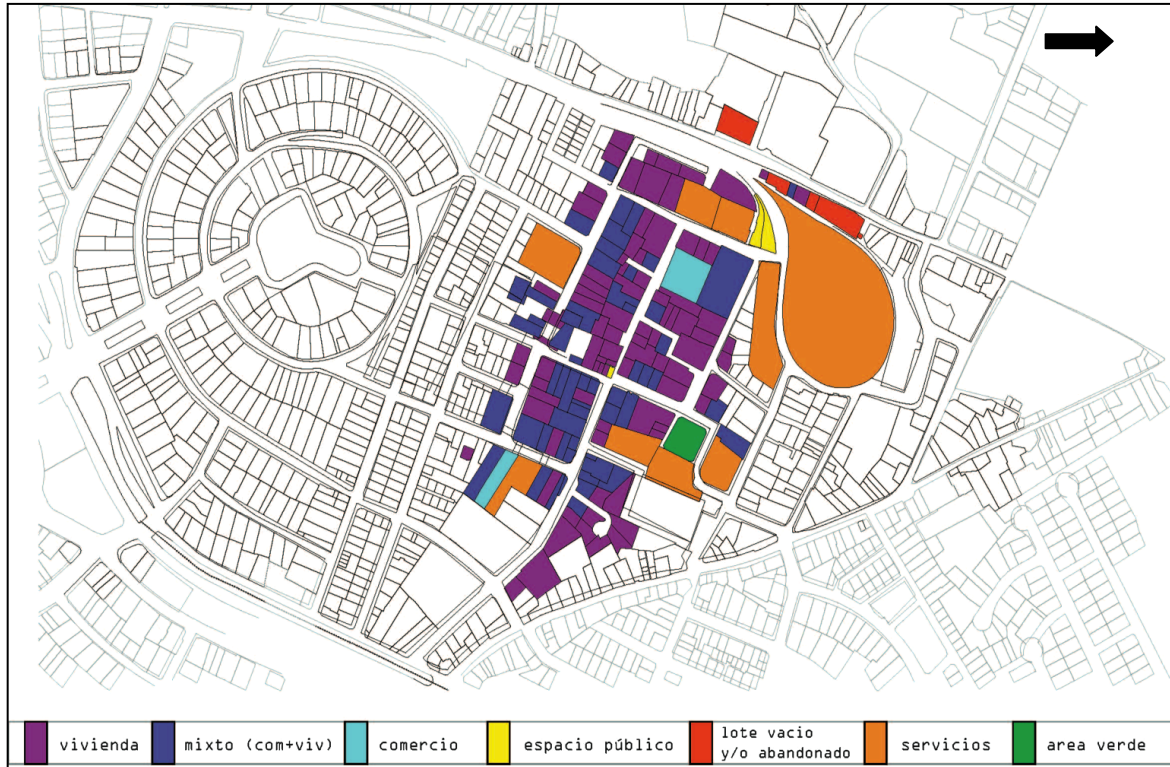 vivienda
mixto (com+viv)
comercio
espacio público
lote vacio
y/o abandonado
servicios
area verde